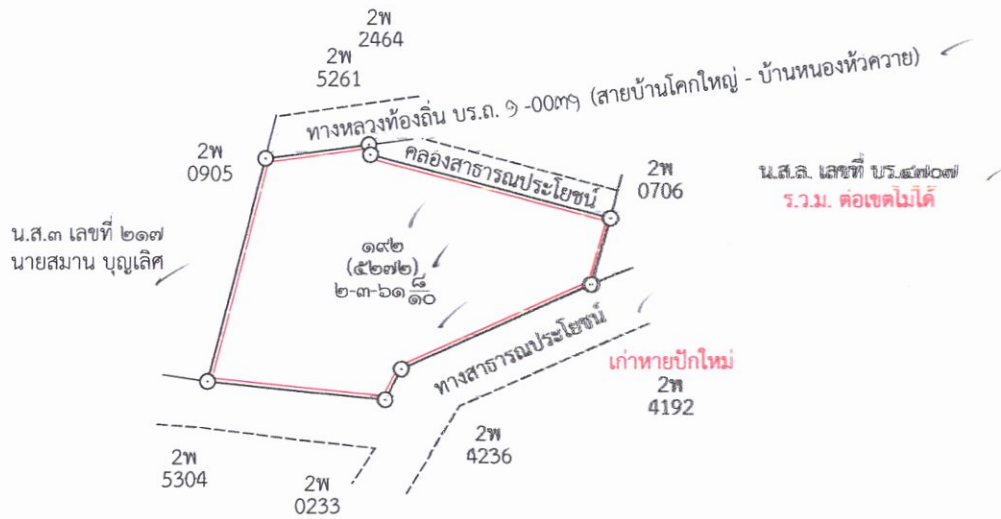 2พ
2464
2พ
5261
ทางหลวงท้องถิ่น บร.ถ. ๑ -00๓๑ (สายบ้านโคกใหญ่ - บ้านหนองหัวควาย)
2พ
0905
คลองสาธารณประโยชน์
2พ
0706
น.ส.ล. เลขที่ บร.๔๗๐๗
ร.ว.ม. ต่อเขตไม่ได้
น.ส.๓ เลขที่ ๒๑๗
นายสมาน บุญเลิศ
๑๙๒
(๕๒๗๒)
๒-๓-๖๑ ๘/๑๐
ทางสาธารณประโยชน์
เก่าหายปักใหม่
2พ
4192
2พ
4236
2พ
5304
2พ
0233